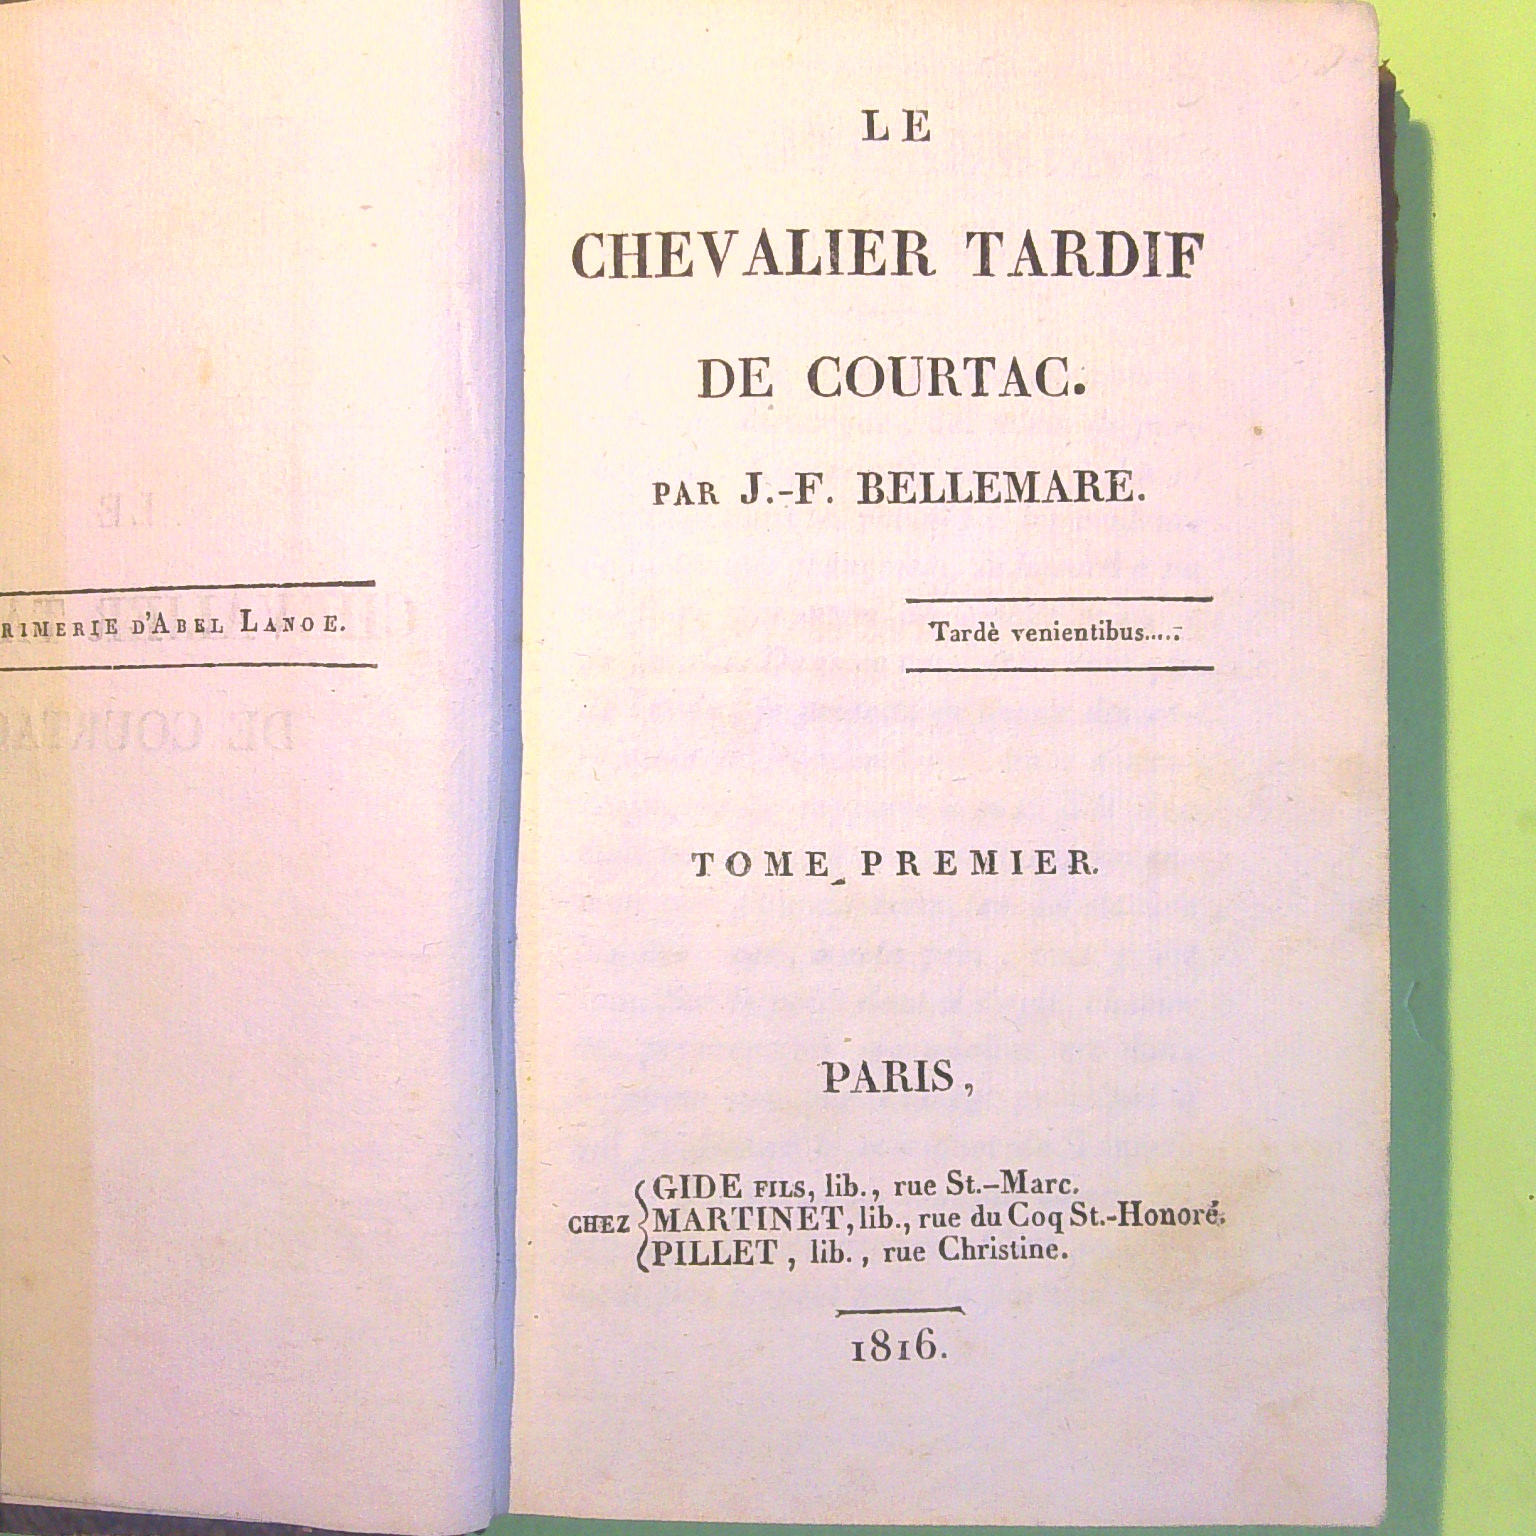 RIMERIE D'ABEL LANOE.
LE
CHEVALIER TARDIF
DE COURTAC.
PAR J.-F. BELLEMARE.
Tardè venientibus.....
TOME PREMIER.
PARIS,
CHEZ
GIDE FILS, lib., rue St.-Marc.
MARTINET, lib., rue du Coq St.-Honoré.
PILLET, lib., rue Christine.
1816.